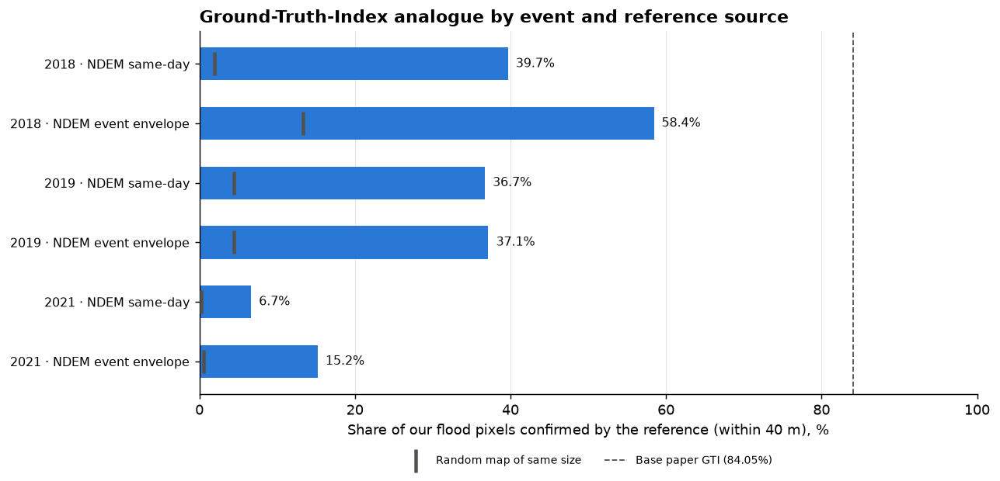 Ground-Truth-Index analogue by event and reference source
2018 · NDEM same-day
39.7%
2018 · NDEM event envelope
58.4%
2019 · NDEM same-day
36.7%
2019 · NDEM event envelope
37.1%
2021 · NDEM same-day
6.7%
2021 · NDEM event envelope
15.2%
0 20 40 60 80 100
Share of our flood pixels confirmed by the reference (within 40 m), %
Random map of same size
Base paper GTI (84.05%)